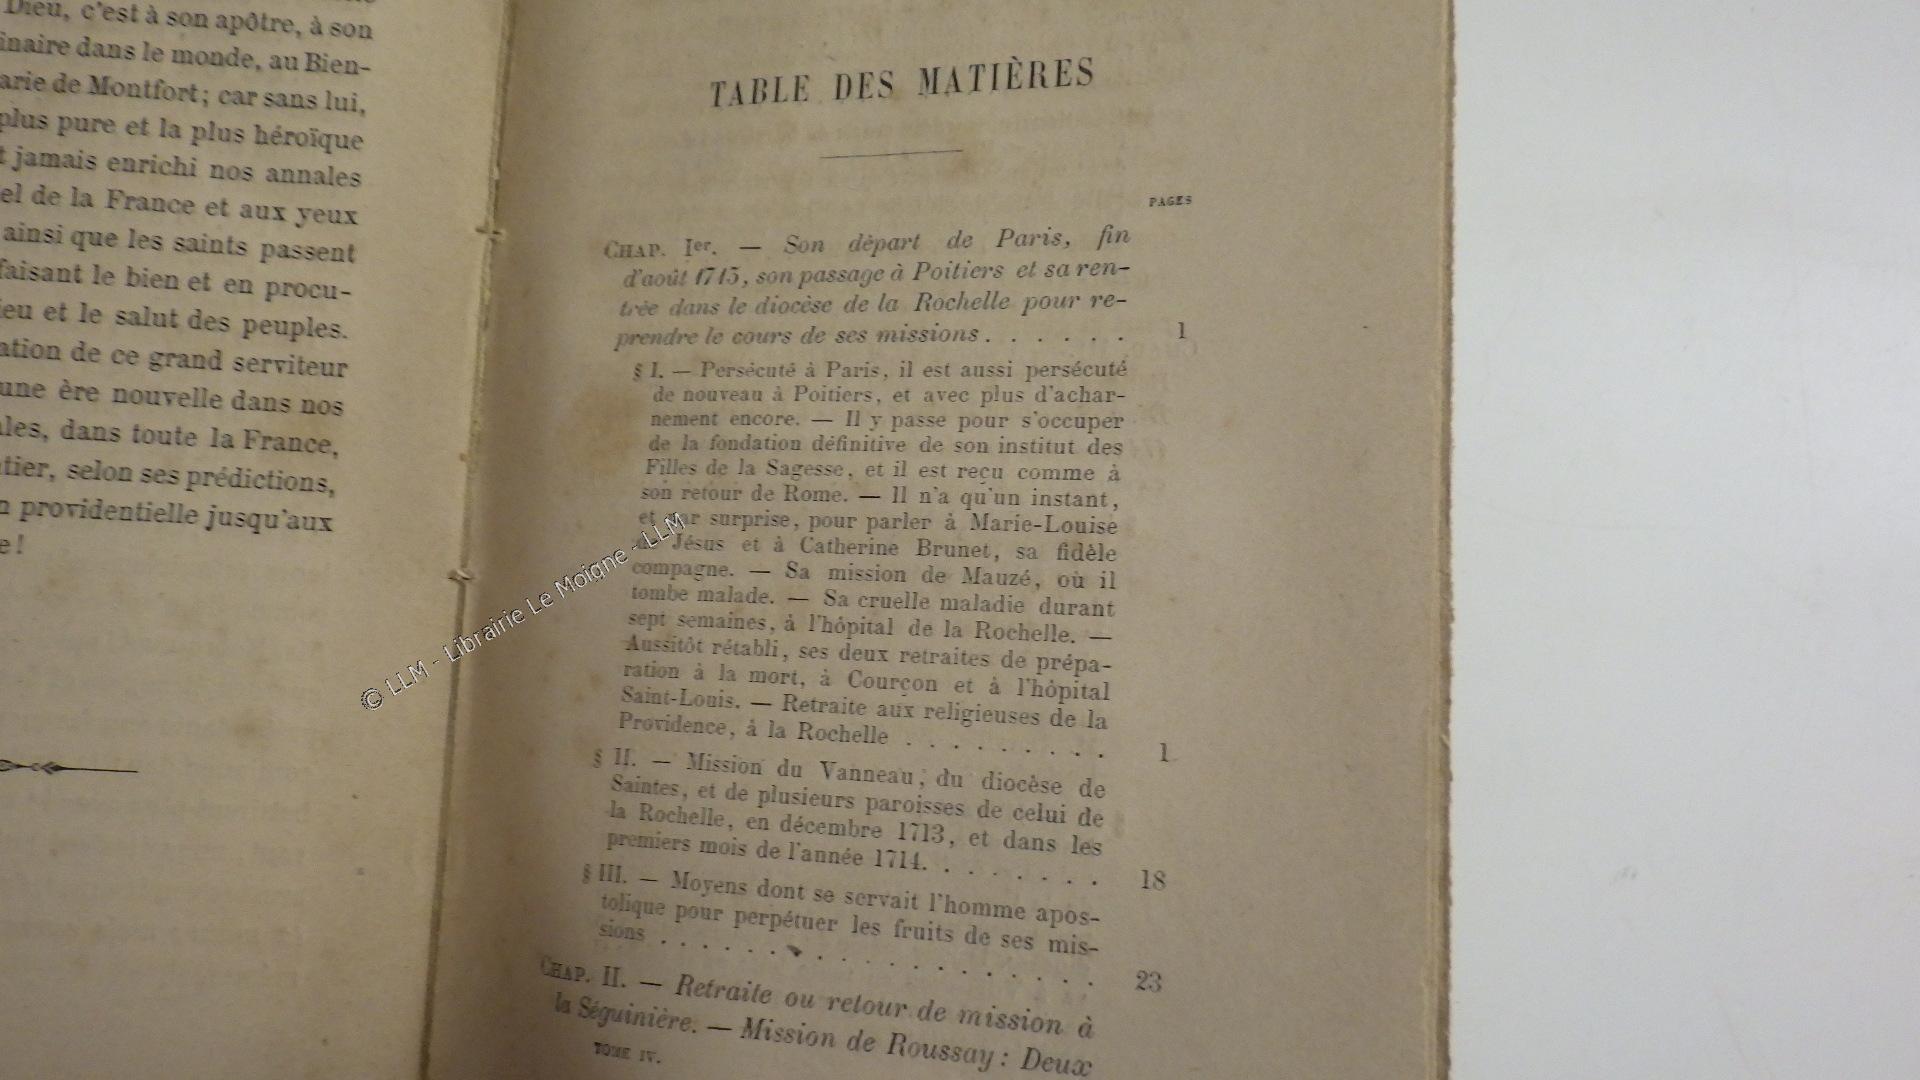 Dieu, c'est à son apôtre, à son
inaire dans le monde, au Bien-
arie de Montfort; car sans lui,
plus pure et la plus héroïque
t jamais enrichi nos annales
el de la France et aux yeux
ainsi que les saints passent
faisant le bien et en procu-
ieu et le salut des peuples.
ation de ce grand serviteur
une ère nouvelle dans nos
ales, dans toute la France,
tier, selon ses prédictions,
n providentielle jusqu'aux
e!
TABLE DES MATIÈRES
PAGES
CHAP. Ier. — Son départ de Paris, fin
d'août 1713, son passage à Poitiers et sa ren-
trée dans le diocèse de la Rochelle pour re-
prendre le cours de ses missions. . . . . . 1
§ I. — Persécuté à Paris, il est aussi persécuté
de nouveau à Poitiers, et avec plus d'achar-
nement encore. — Il y passe pour s'occuper
de la fondation définitive de son institut des
Filles de la Sagesse, et il est reçu comme à
son retour de Rome. — Il n'a qu'un instant,
et par surprise, pour parler à Marie-Louise
de Jésus et à Catherine Brunet, sa fidèle
compagne. — Sa mission de Mauzé, où il
tombe malade. — Sa cruelle maladie durant
sept semaines, à l'hôpital de la Rochelle. —
Aussitôt rétabli, ses deux retraites de prépa-
ration à la mort, à Courçon et à l'hôpital
Saint-Louis. — Retraite aux religieuses de la
Providence, à la Rochelle . . . . . . . . . 1
§ II. — Mission du Vanneau, du diocèse de
Saintes, et de plusieurs paroisses de celui de
la Rochelle, en décembre 1713, et dans les
premiers mois de l'année 1714. . . . . . . . 18
§ III. — Moyens dont se servait l'homme apos-
tolique pour perpétuer les fruits de ses mis-
sions . . . . . . . . . . . . . . . . . . . 23
CHAP. II. — Retraite ou retour de mission à
la Séguinière. — Mission de Roussay: Deux
TOME IV.
© LLM - Librairie Le Moigne - LLM